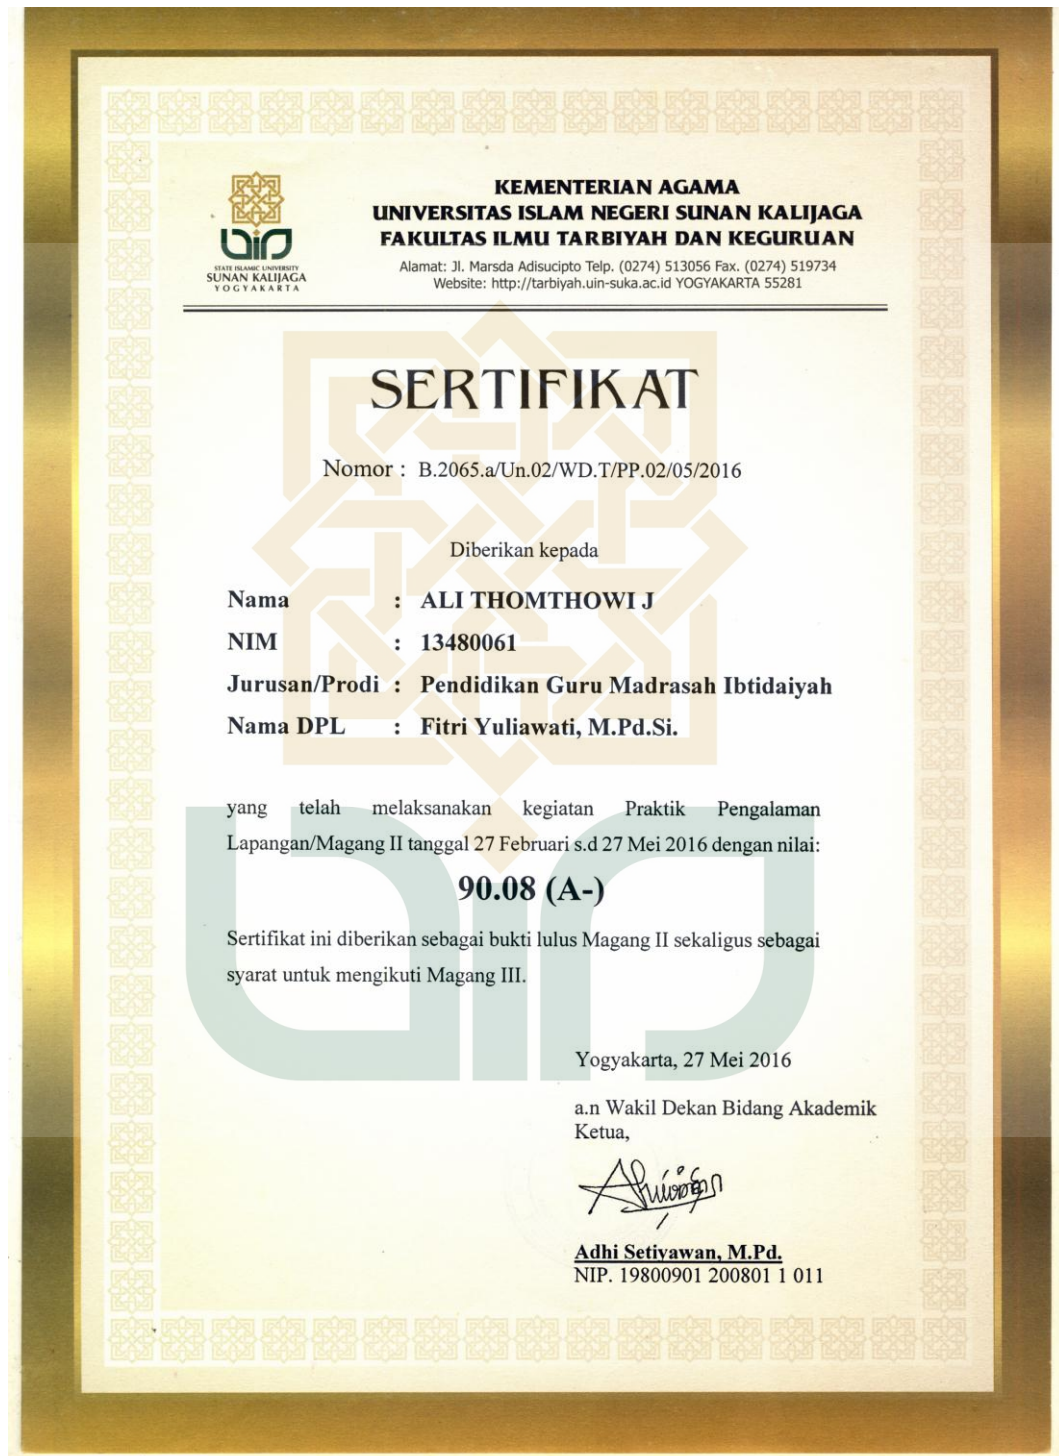 KEMENTERIAN AGAMA
UNIVERSITAS ISLAM NEGERI SUNAN KALIJAGA
FAKULTAS ILMU TARBIYAH DAN KEGURUAN
Alamat: Jl. Marsda Adisucipto Telp. (0274) 513056 Fax. (0274) 519734
Website: http://tarbiyah.uin-suka.ac.id YOGYAKARTA 55281
uin
STATE ISLAMIC UNIVERSITY
SUNAN KALIJAGA
YOGYAKARTA
SERTIFIKAT
Nomor : B.2065.a/Un.02/WD.T/PP.02/05/2016
Diberikan kepada
Nama : ALI THOMTHOWI J
NIM : 13480061
Jurusan/Prodi : Pendidikan Guru Madrasah Ibtidaiyah
Nama DPL : Fitri Yuliawati, M.Pd.Si.
yang telah melaksanakan kegiatan Praktik Pengalaman
Lapangan/Magang II tanggal 27 Februari s.d 27 Mei 2016 dengan nilai:
90.08 (A-)
Sertifikat ini diberikan sebagai bukti lulus Magang II sekaligus sebagai
syarat untuk mengikuti Magang III.
Yogyakarta, 27 Mei 2016
a.n Wakil Dekan Bidang Akademik
Ketua,
Adhi Setiyawan, M.Pd.
NIP. 19800901 200801 1 011